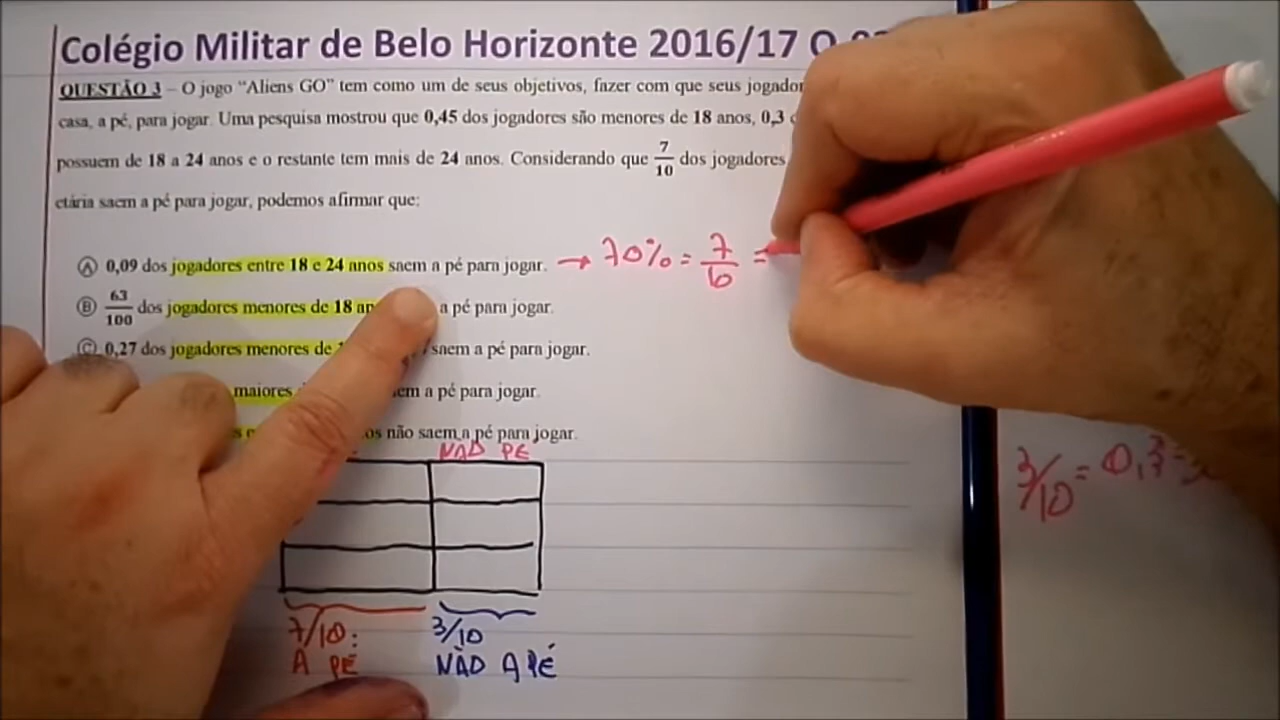 Colégio Militar de Belo Horizonte 2016/17 Q
QUESTÃO 3 – O jogo “Aliens GO” tem como um de seus objetivos, fazer com que seus
casa, a pé, para jogar. Uma pesquisa mostrou que 0,45 dos jogadores são menores de 18 anos, 0,3
possuem de 18 a 24 anos e o restante tem mais de 24 anos. Considerando que 7/10 dos jogadores
etária saem a pé para jogar, podemos afirmar que:
A 0,09 dos jogadores entre 18 e 24 anos saem a pé para jogar. → 70% = 7/10 =
B 63/100 dos jogadores menores de 18 a pé para jogar.
C 0,27 dos jogadores menores de saem a pé para jogar.
maiores em a pé para jogar.
não saem a pé para jogar.
NÃO PÉ
3/10 = 0,3
7/10: 3/10
A PÉ NÃO A PÉ